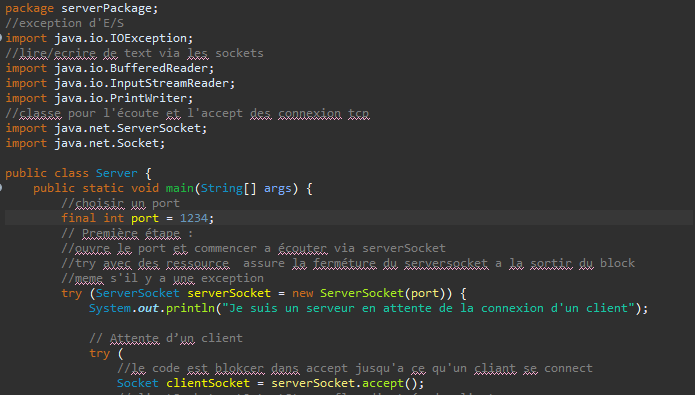 package serverPackage;
//exception d'E/S
import java.io.IOException;
//lire/ecrire de text via les sockets
import java.io.BufferedReader;
import java.io.InputStreamReader;
import java.io.PrintWriter;
//classe pour l'écoute et l'accept des connexion tcp
import java.net.ServerSocket;
import java.net.Socket;
public class Server {
public static void main(String[] args) {
//choisir un port
final int port = 1234;
// Première étape :
//ouvre le port et commencer a écouter via serverSocket
//try avec des ressource  assure la ferméture du serversocket a la sortic du block
//meme s'il y a une exception
try (ServerSocket serverSocket = new ServerSocket(port)) {
System.out.println("Je suis un serveur en attente de la connexion d'un client");
// Attente d’un client
try (
//le code est blokcer dans accept jusqu'a ce qu'un cliant se connect
Socket clientSocket = serverSocket.accept();